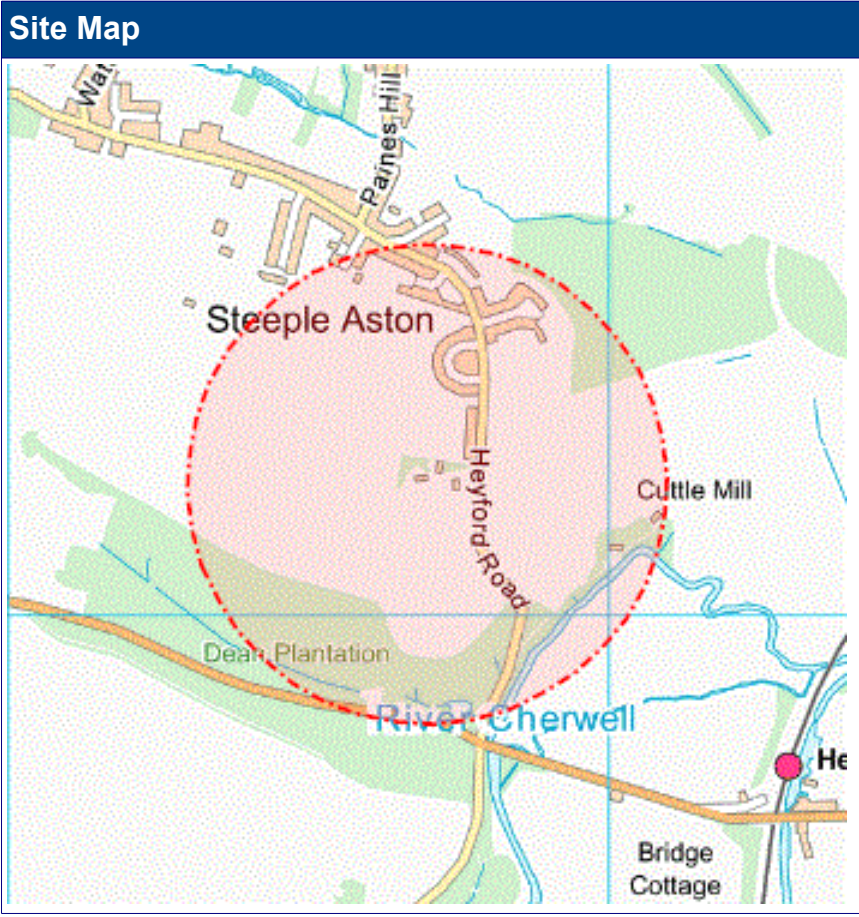 Site Map
Paines Hill
Steeple Aston
Heyford Road
Cuttle Mill
Dean Plantation
River Cherwell
Bridge
Cottage